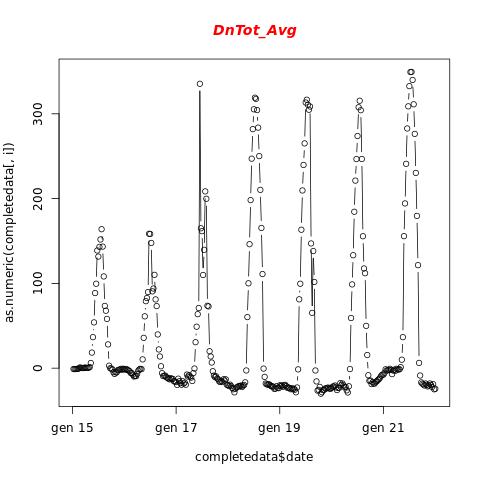 DnTot_Avg
as.numeric(completedata[, i])
300
200
100
0
gen 15
gen 17
gen 19
gen 21
completedata$date